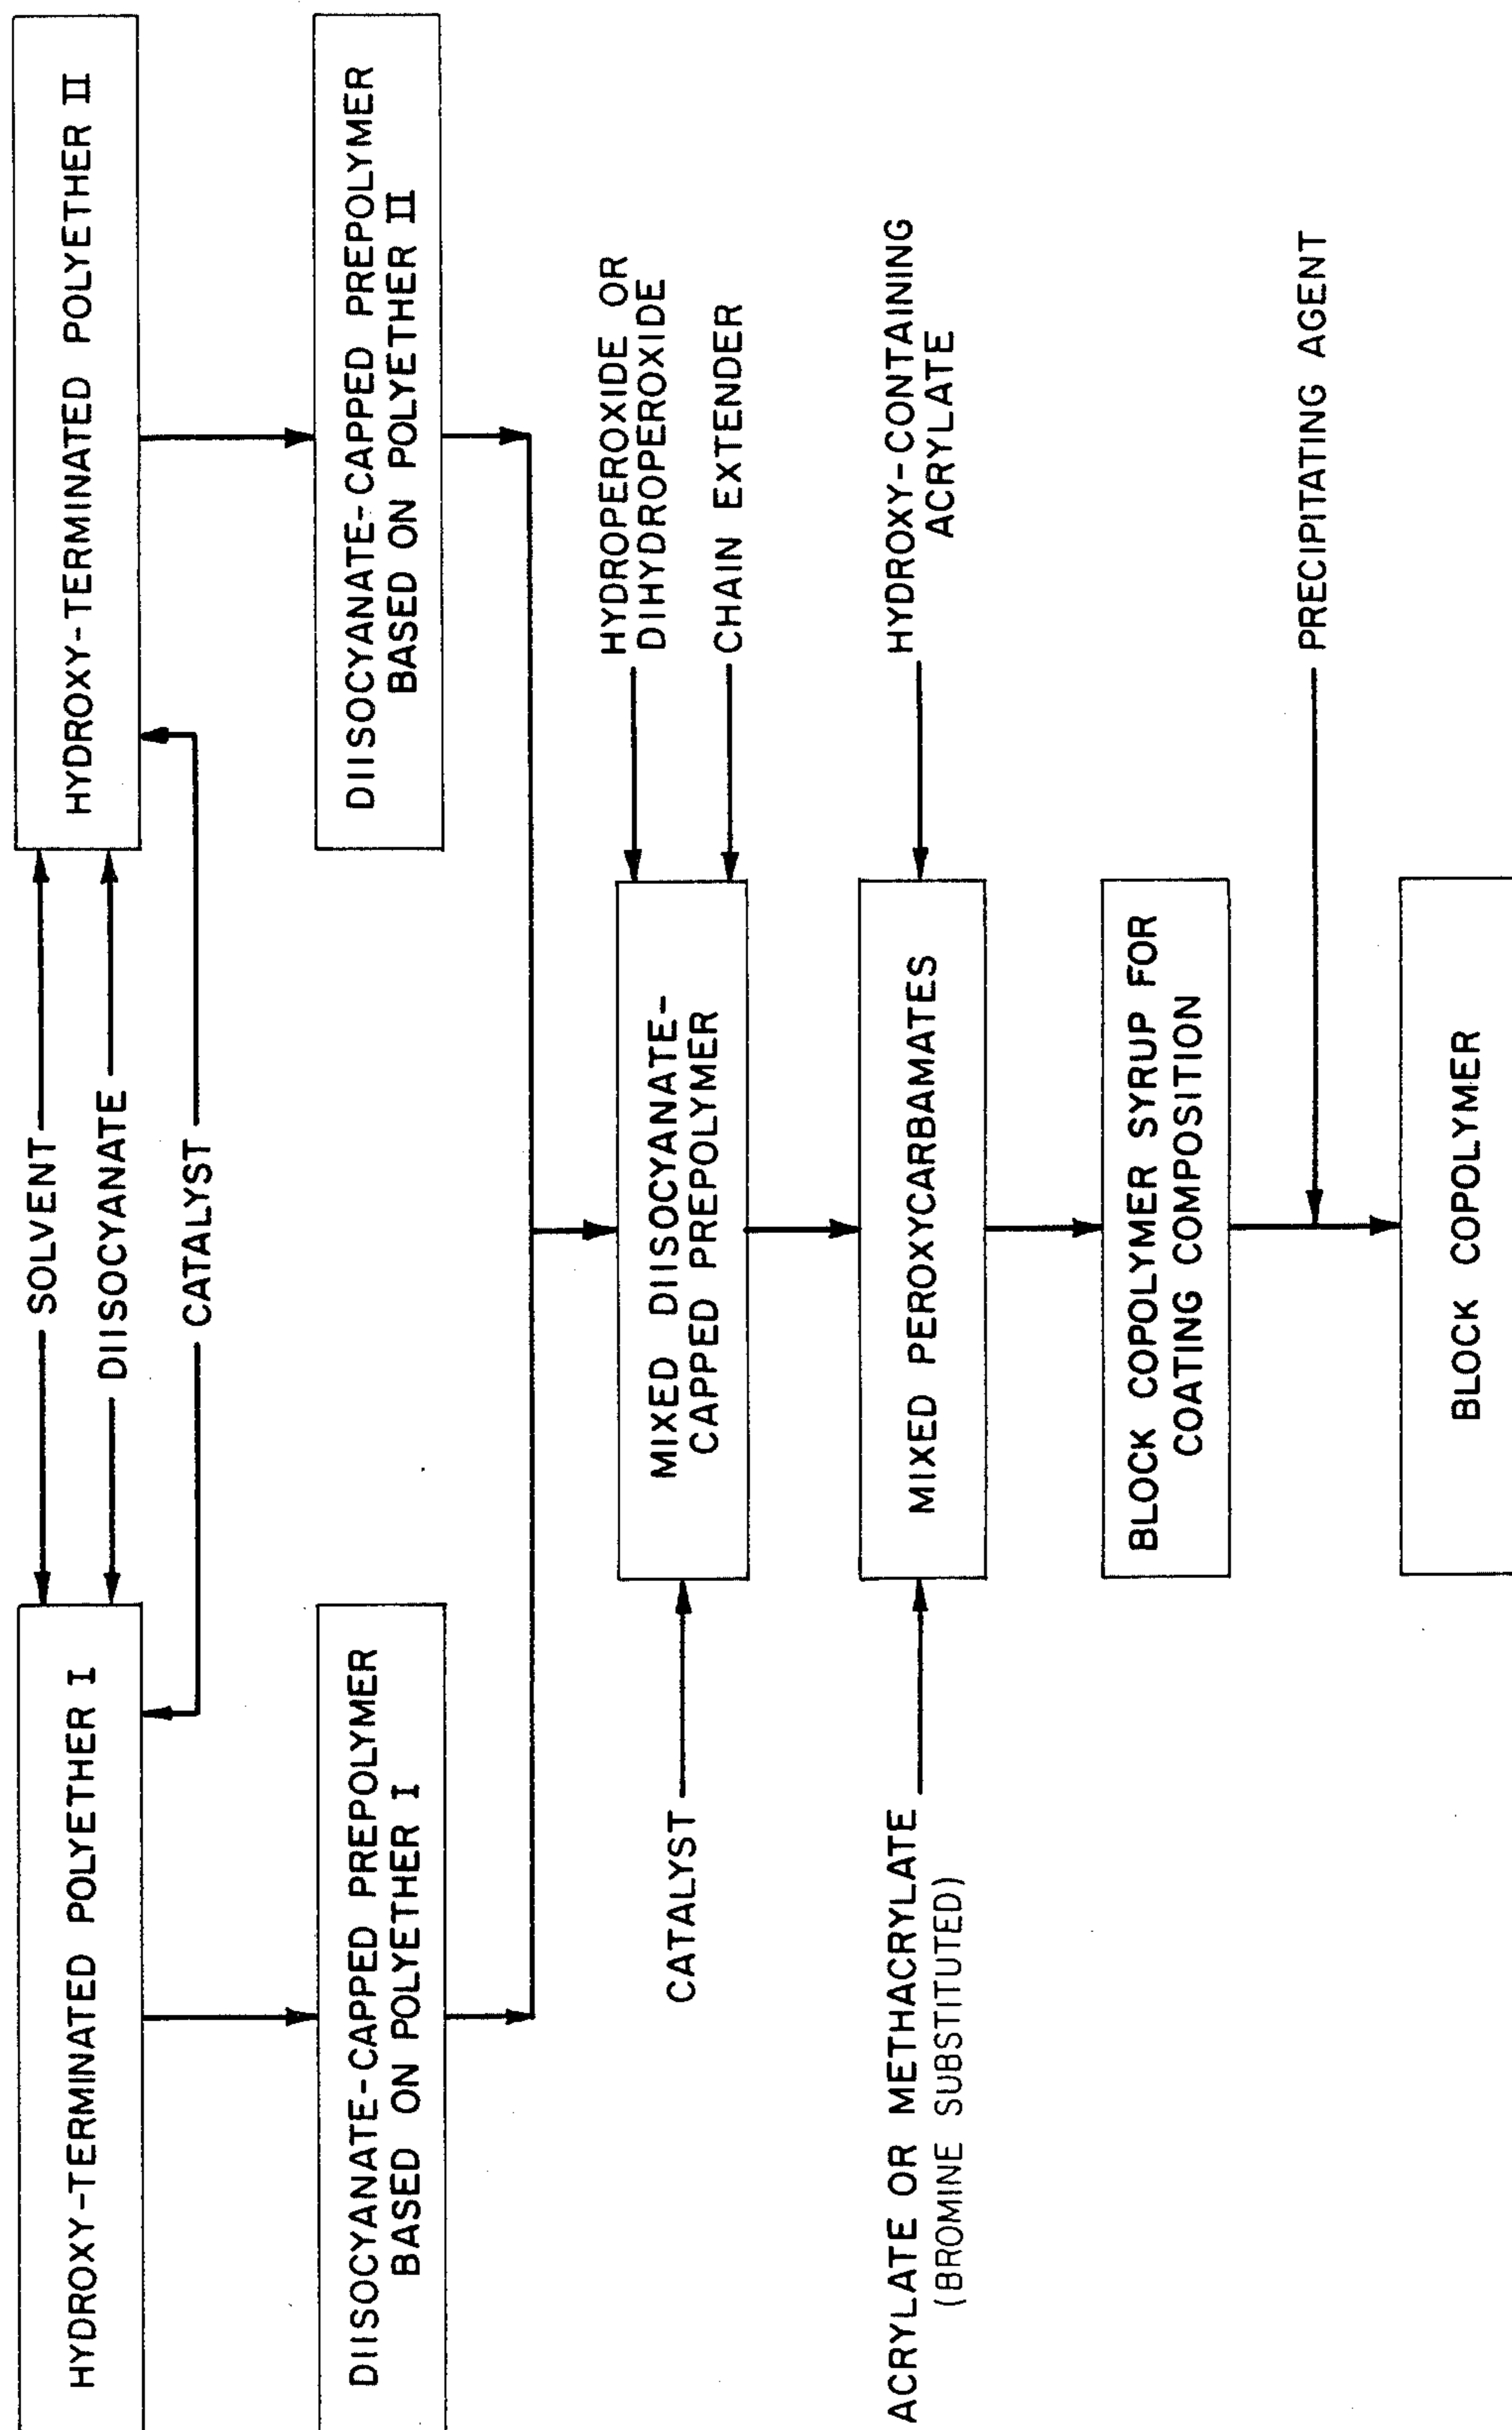 HYDROXY-TERMINATED POLYETHER I
SOLVENT
DIISOCYANATE
CATALYST
HYDROXY-TERMINATED POLYETHER II
DIISOCYANATE-CAPPED PREPOLYMER
BASED ON POLYETHER I
DIISOCYANATE-CAPPED PREPOLYMER
BASED ON POLYETHER II
CATALYST
MIXED DIISOCYANATE-
CAPPED PREPOLYMER
HYDROPEROXIDE OR
DIHYDROPEROXIDE
CHAIN EXTENDER
ACRYLATE OR METHACRYLATE
(BROMINE SUBSTITUTED)
MIXED PEROXYCARBAMATES
HYDROXY-CONTAINING
ACRYLATE
BLOCK COPOLYMER SYRUP FOR
COATING COMPOSITION
PRECIPITATING AGENT
BLOCK COPOLYMER